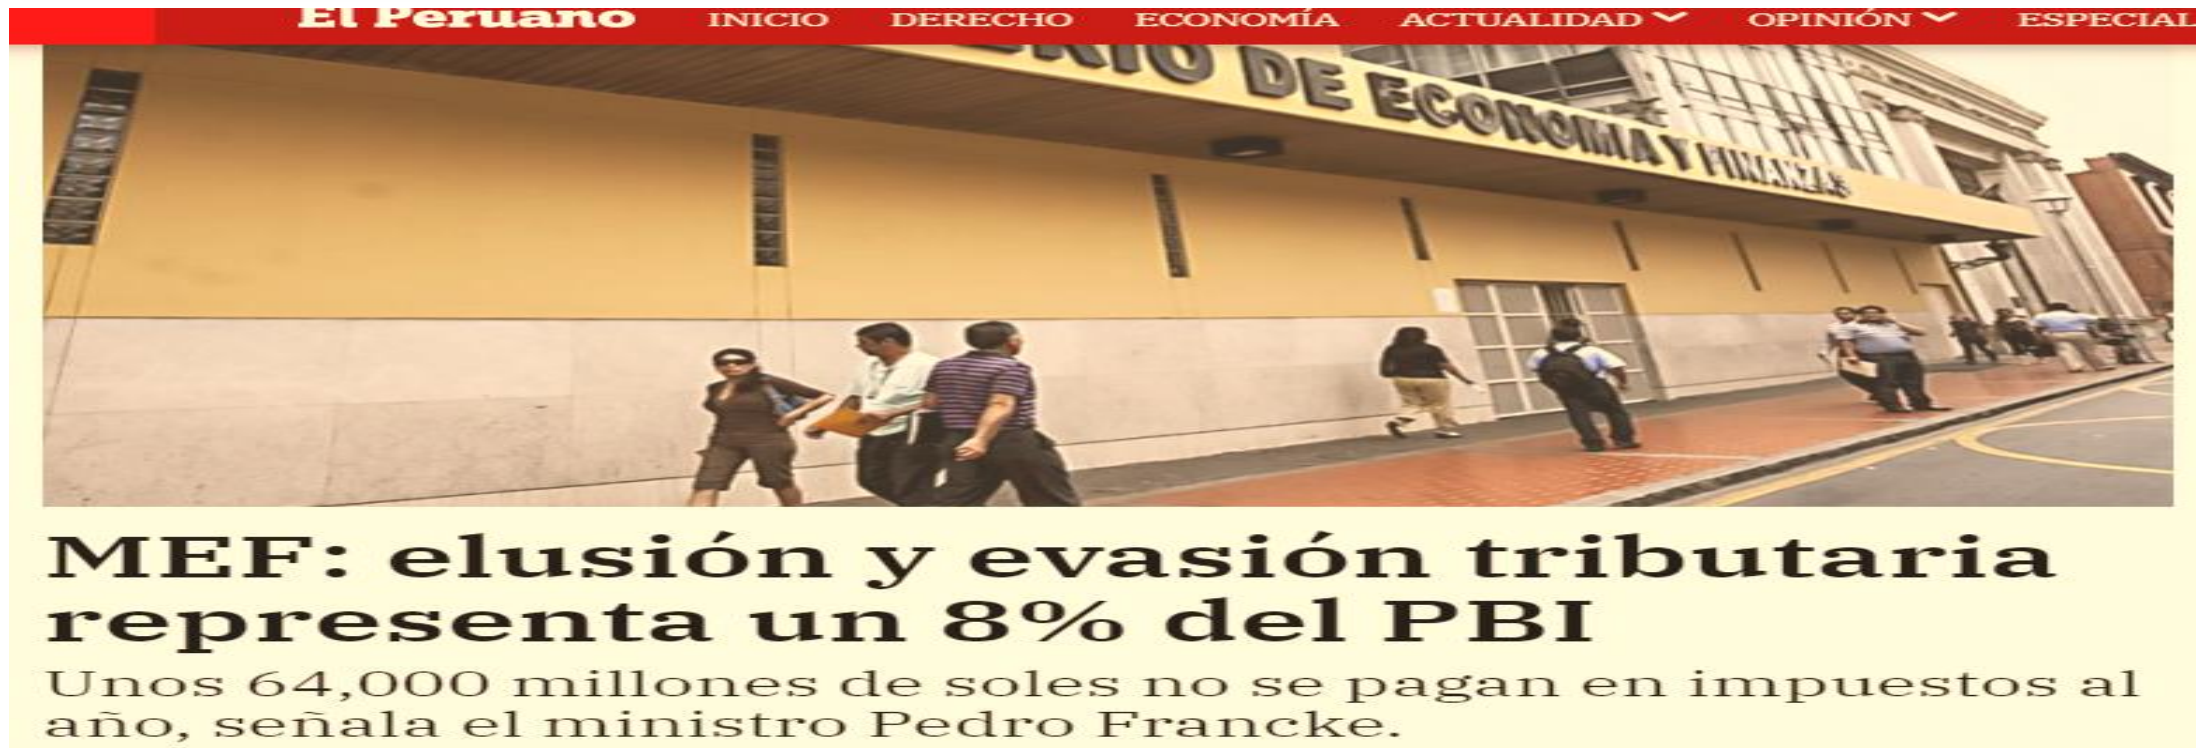 El Peruano INICIO DERECHO ECONOMÍA ACTUALIDAD OPINIÓN ESPECIAL
DE ECONOMIA Y FINANZAS
MEF: elusión y evasión tributaria
representa un 8% del PBI
Unos 64,000 millones de soles no se pagan en impuestos al
año, señala el ministro Pedro Francke.